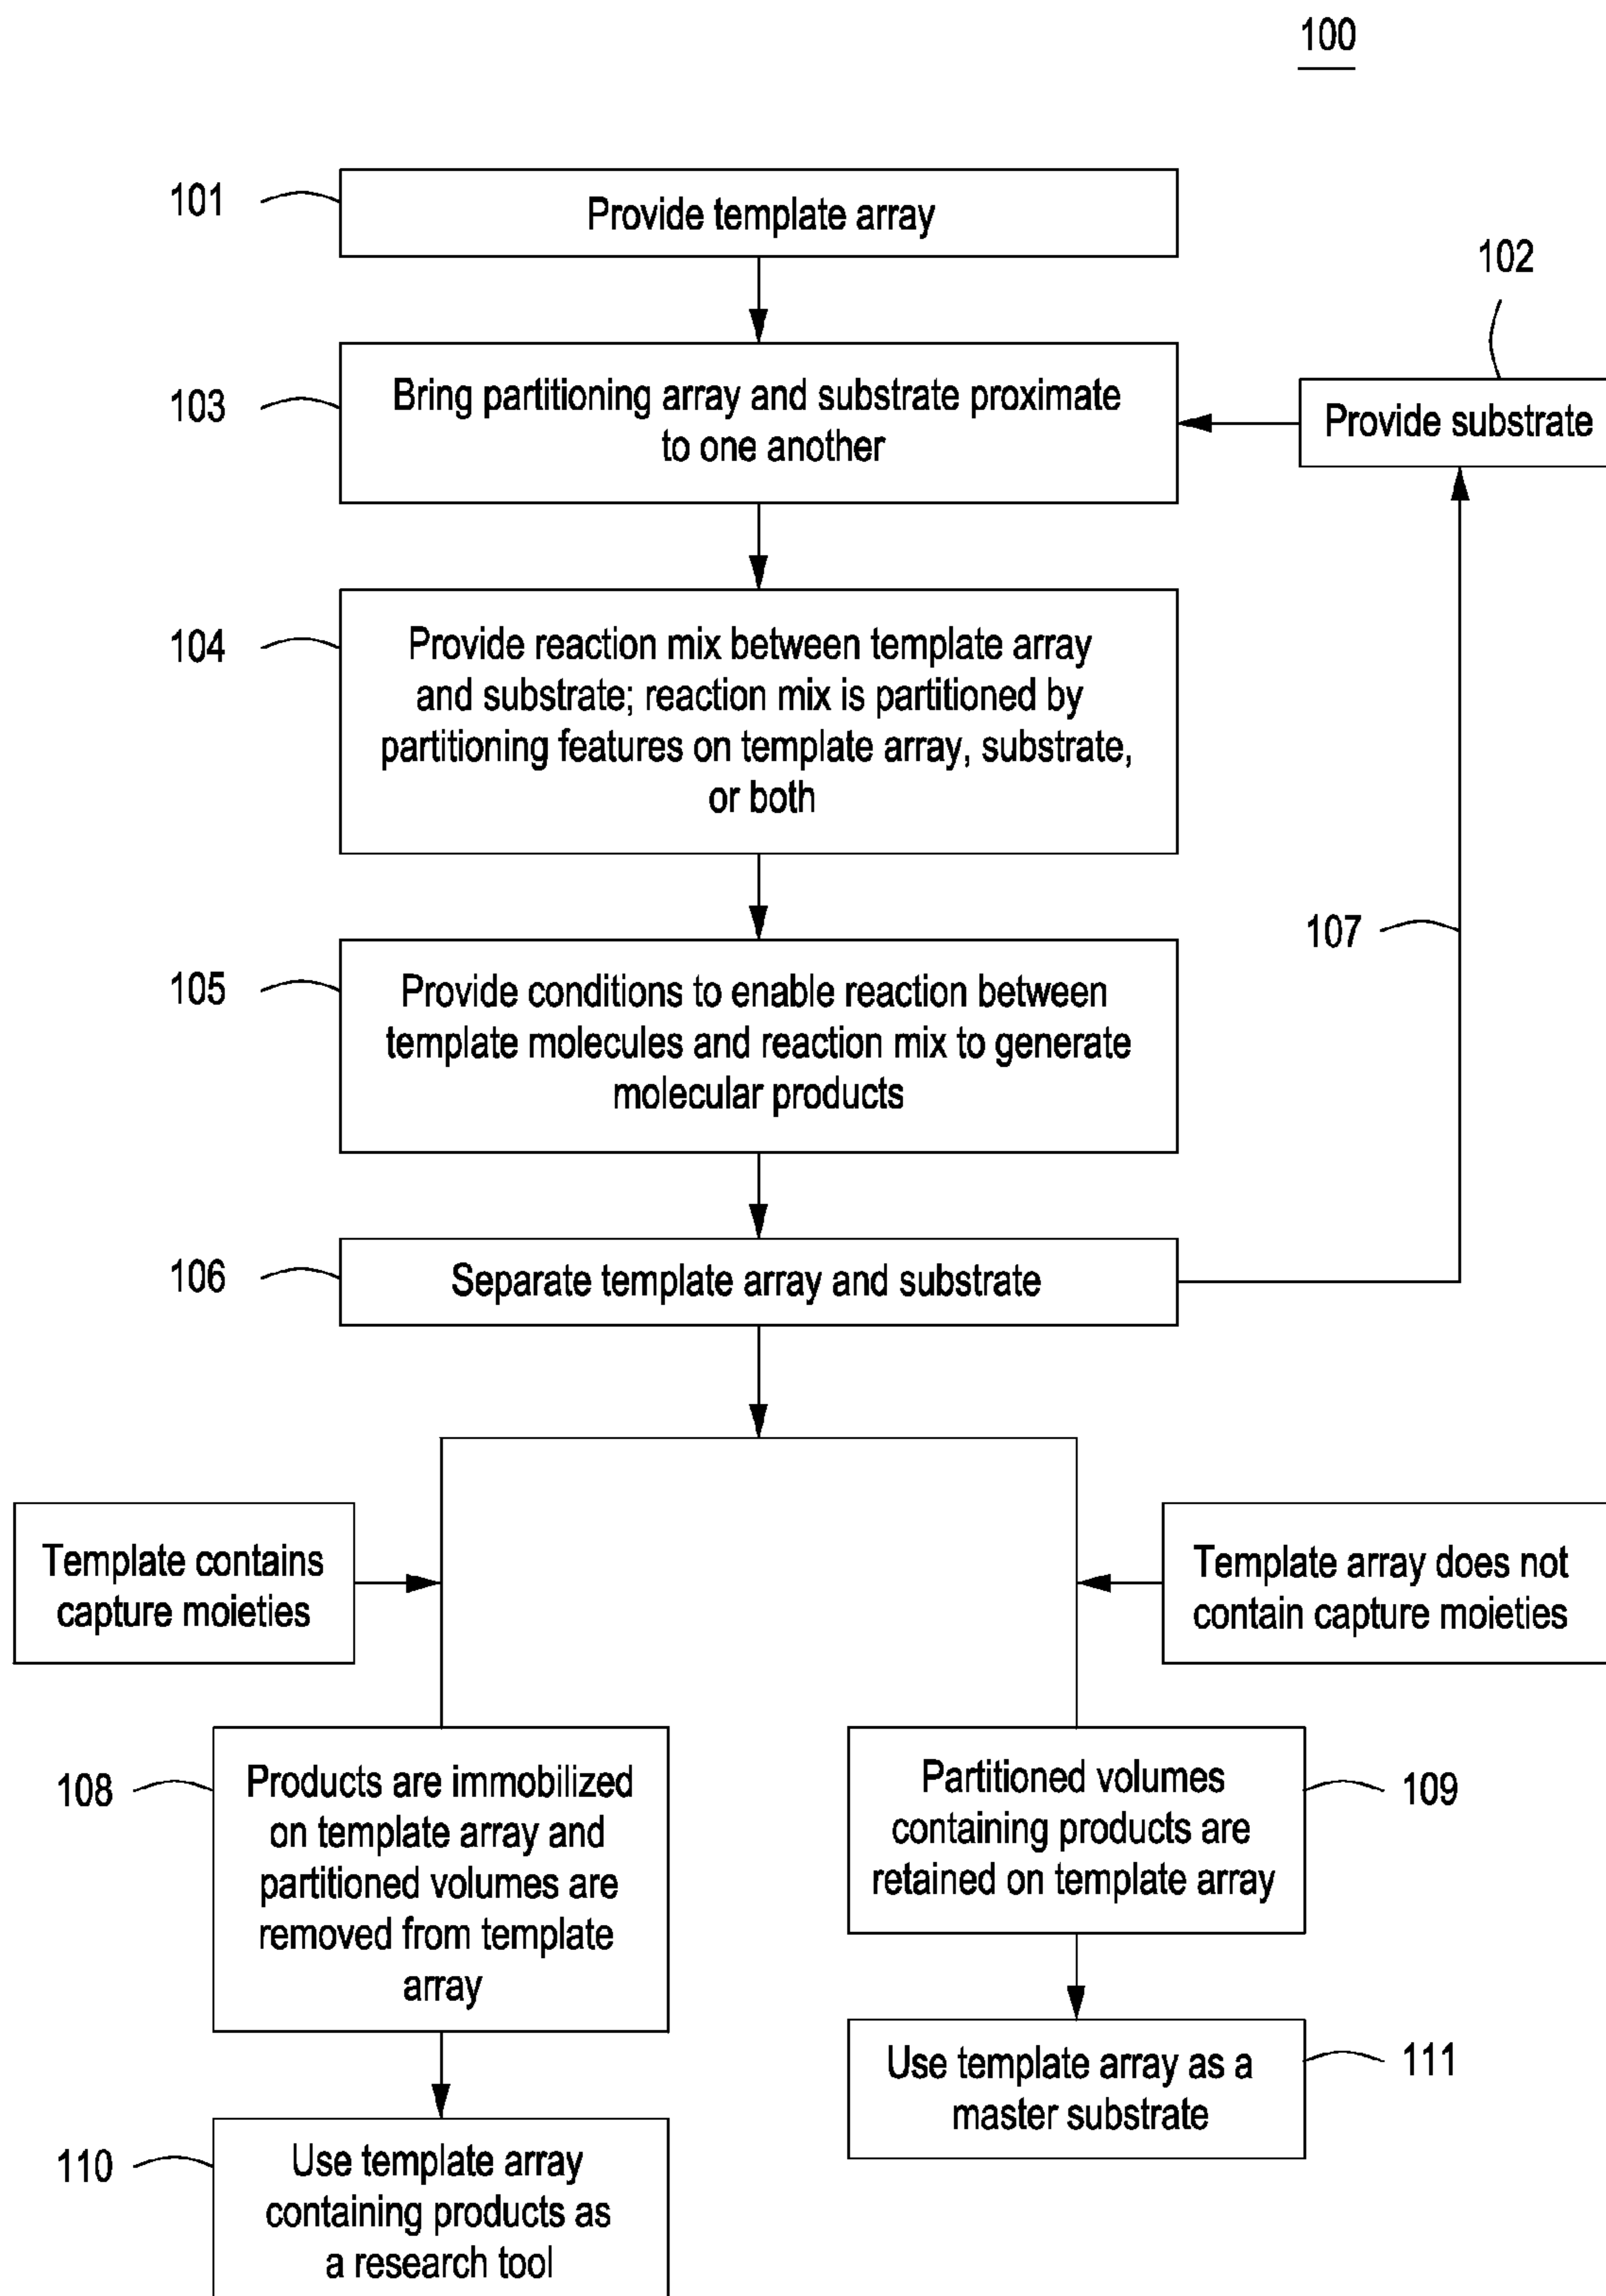 100
101
Provide template array
102
Provide substrate
103
Bring partitioning array and substrate proximate
to one another
104
Provide reaction mix between template array
and substrate; reaction mix is partitioned by
partitioning features on template array, substrate,
or both
107
105
Provide conditions to enable reaction between
template molecules and reaction mix to generate
molecular products
106
Separate template array and substrate
Template contains
capture moieties
Template array does not
contain capture moieties
108
Products are immobilized
on template array and
partitioned volumes are
removed from template
array
Partitioned volumes
containing products are
retained on template array
109
Use template array as a
master substrate
111
110
Use template array
containing products as
a research tool